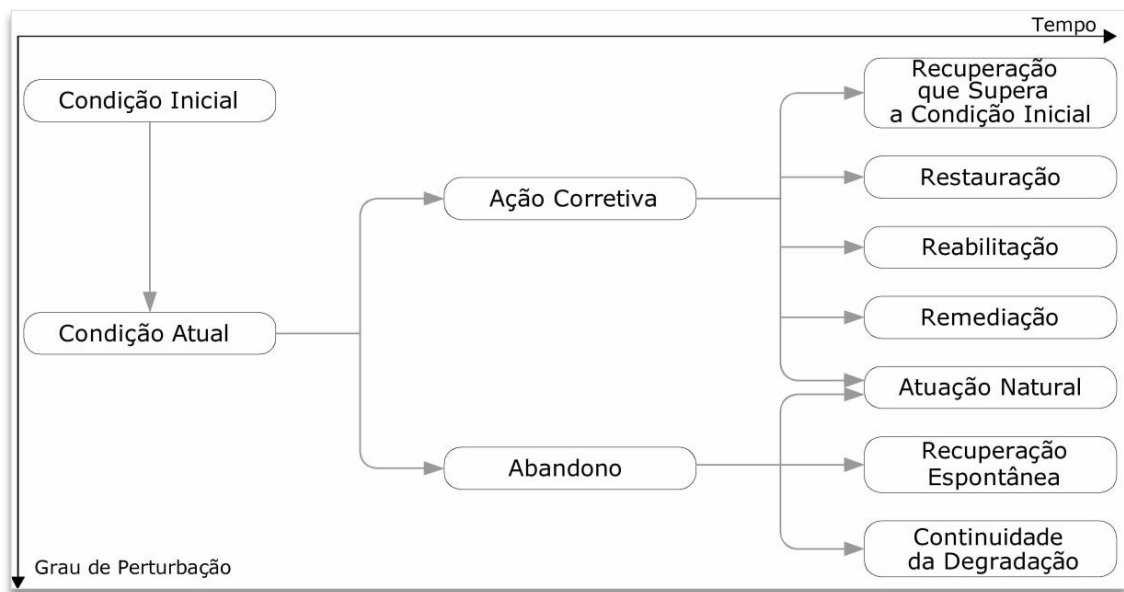 Tempo
Condição Inicial
Recuperação
que Supera
a Condição Inicial
Restauração
Ação Corretiva
Reabilitação
Remediação
Condição Atual
Atuação Natural
Abandono
Recuperação
Espontânea
Continuidade
da Degradação
Grau de Perturbação